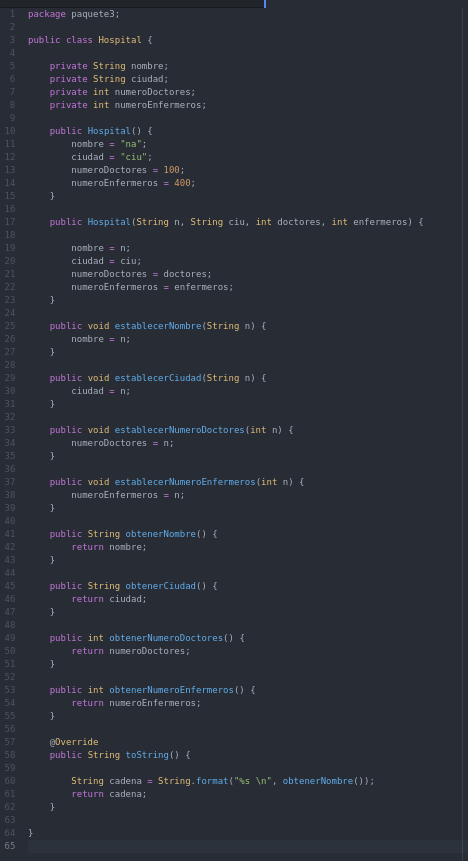 1 package paquete3;
2
3 public class Hospital {
4
5     private String nombre;
6     private String ciudad;
7     private int numeroDoctores;
8     private int numeroEnfermeros;
9
10     public Hospital() {
11         nombre = "na";
12         ciudad = "ciu";
13         numeroDoctores = 100;
14         numeroEnfermeros = 400;
15     }
16
17     public Hospital(String n, String ciu, int doctores, int enfermeros) {
18
19         nombre = n;
20         ciudad = ciu;
21         numeroDoctores = doctores;
22         numeroEnfermeros = enfermeros;
23     }
24
25     public void establecerNombre(String n) {
26         nombre = n;
27     }
28
29     public void establecerCiudad(String n) {
30         ciudad = n;
31     }
32
33     public void establecerNumeroDoctores(int n) {
34         numeroDoctores = n;
35     }
36
37     public void establecerNumeroEnfermeros(int n) {
38         numeroEnfermeros = n;
39     }
40
41     public String obtenerNombre() {
42         return nombre;
43     }
44
45     public String obtenerCiudad() {
46         return ciudad;
47     }
48
49     public int obtenerNumeroDoctores() {
50         return numeroDoctores;
51     }
52
53     public int obtenerNumeroEnfermeros() {
54         return numeroEnfermeros;
55     }
56
57     @Override
58     public String toString() {
59
60         String cadena = String.format("%s \n", obtenerNombre());
61         return cadena;
62     }
63
64 }
65